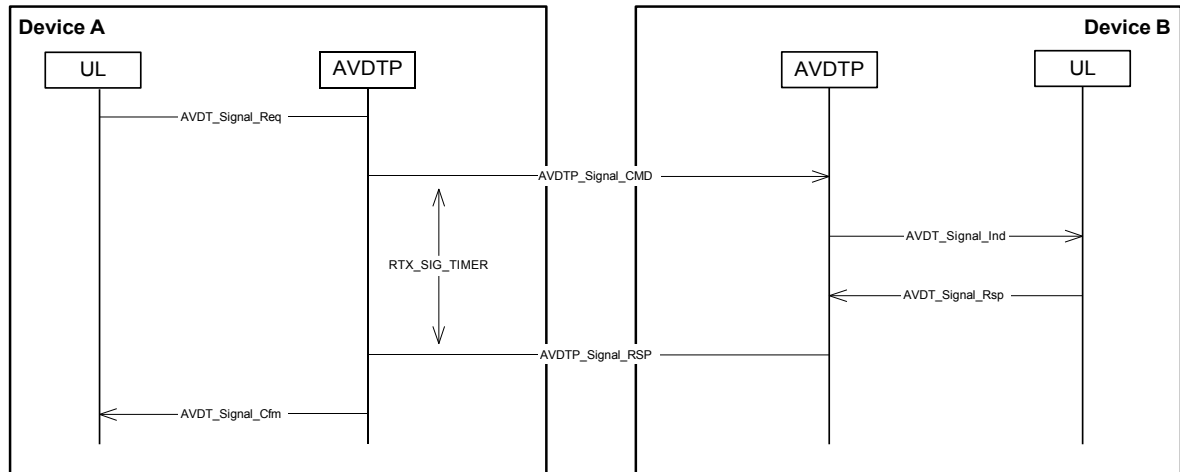 Device A
Device B
UL
AVDTP
AVDTP
UL
AVDT_Signal_Req
AVDTP_Signal_CMD
AVDT_Signal_Ind
RTX_SIG_TIMER
AVDT_Signal_Rsp
AVDTP_Signal_RSP
AVDT_Signal_Cfm